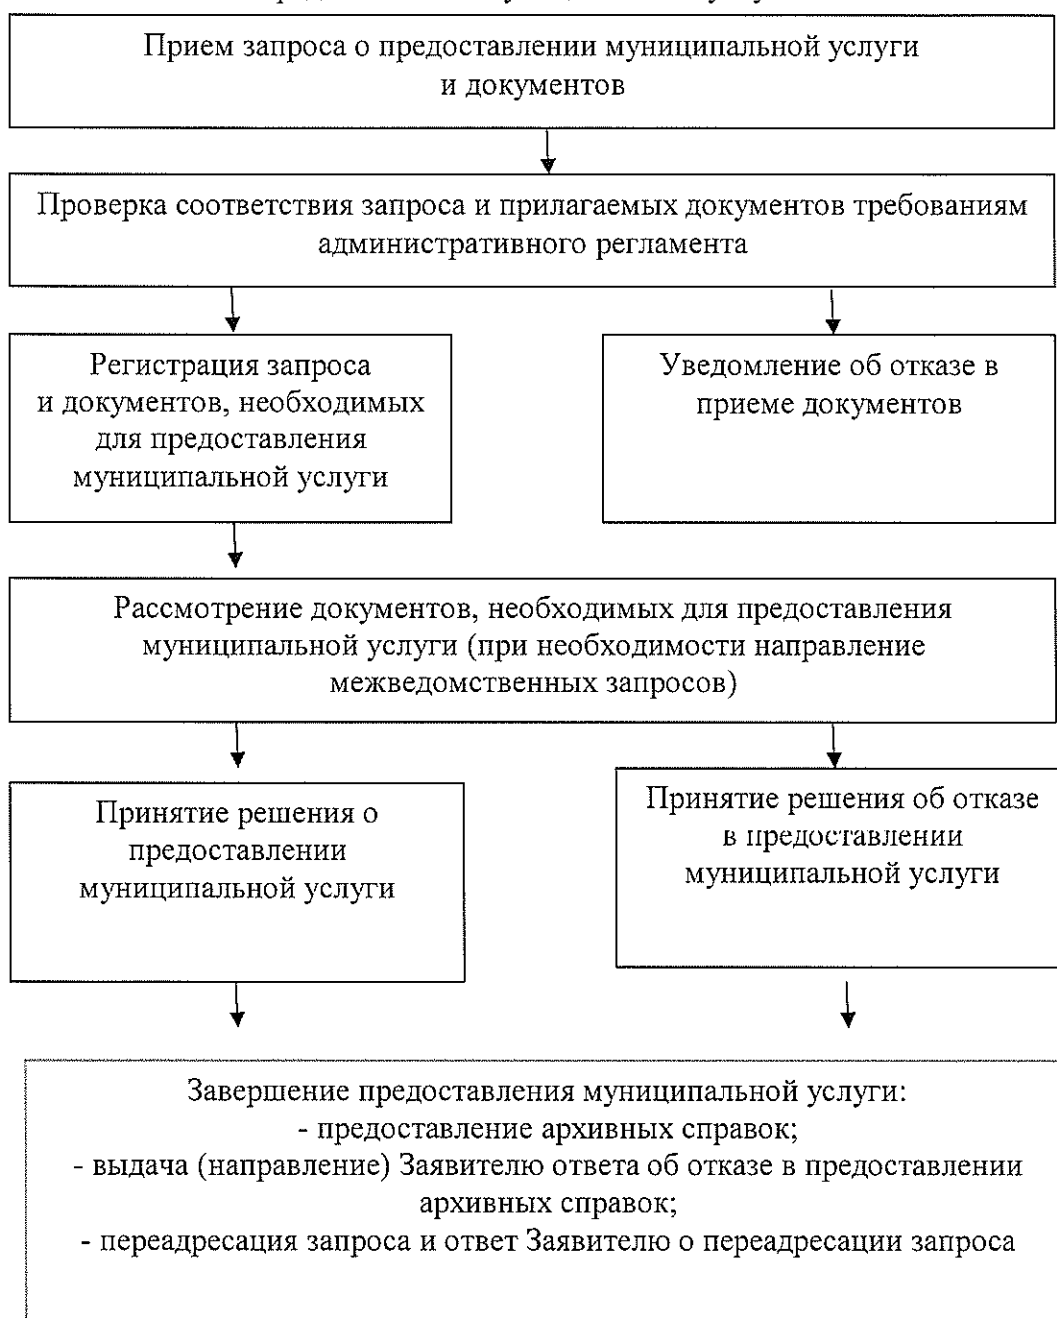 Прием запроса о предоставлении муниципальной услуги
и документов
Проверка соответствия запроса и прилагаемых документов требованиям
административного регламента
Регистрация запроса
и документов, необходимых
для предоставления
муниципальной услуги
Уведомление об отказе в
приеме документов
Рассмотрение документов, необходимых для предоставления
муниципальной услуги (при необходимости направление
межведомственных запросов)
Принятие решения о
предоставлении
муниципальной услуги
Принятие решения об отказе
в предоставлении
муниципальной услуги
Завершение предоставления муниципальной услуги:
- предоставление архивных справок;
- выдача (направление) Заявителю ответа об отказе в предоставлении
архивных справок;
- переадресация запроса и ответ Заявителю о переадресации запроса